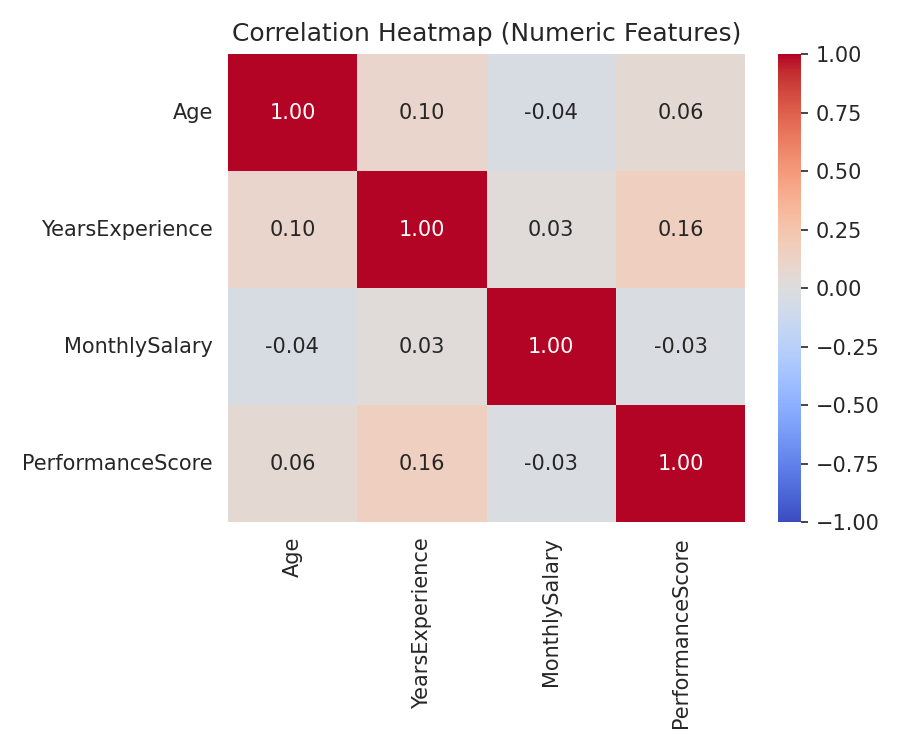 Correlation Heatmap (Numeric Features)
Age
1.00
0.10
-0.04
0.06
YearsExperience
0.10
1.00
0.03
0.16
MonthlySalary
-0.04
0.03
1.00
-0.03
PerformanceScore
0.06
0.16
-0.03
1.00
Age
YearsExperience
MonthlySalary
PerformanceScore
1.00
0.75
0.50
0.25
0.00
−0.25
−0.50
−0.75
−1.00